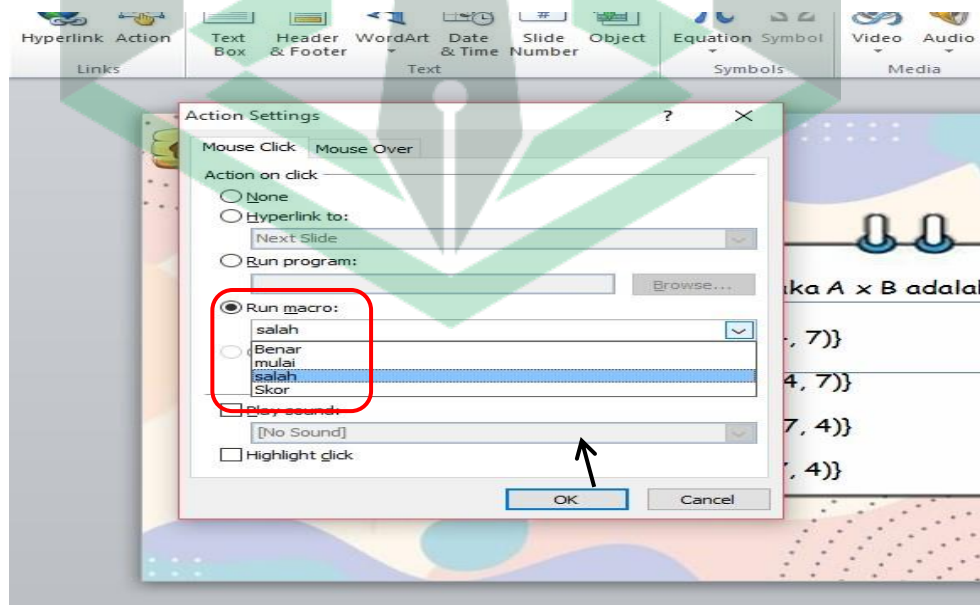 Hyperlink Action Text Box Header & Footer WordArt Date & Time Slide Number Object Equation Symbol Video Audio
Links Text Symbols Media
Action Settings
Mouse Click Mouse Over
Action on click
None
Hyperlink to:
Next Slide
Run program:
Browse...
Run macro:
salah
Benar
mulai
salah
Skor
Play sound:
[No Sound]
Highlight click
OK Cancel
A x B
, 7)}
4, 7)}
7, 4)}
, 4)}